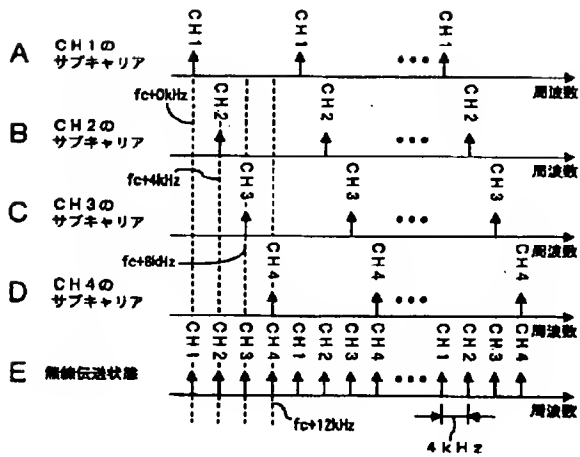 A CH1の サブキャリア
CH1 CH1 ••• CH1
周波数
fc+0kHz
B CH2の サブキャリア
CH2 CH2 ••• CH2
周波数
fc+4kHz
C CH3の サブキャリア
CH3 CH3 ••• CH3
周波数
fc+8kHz
D CH4の サブキャリア
CH4 CH4 ••• CH4
周波数
E 無線伝送状態
CH1 CH2 CH3 CH4 CH1 CH2 CH3 CH4 ••• CH1 CH2 CH3 CH4
周波数
fc+12kHz
4kHz